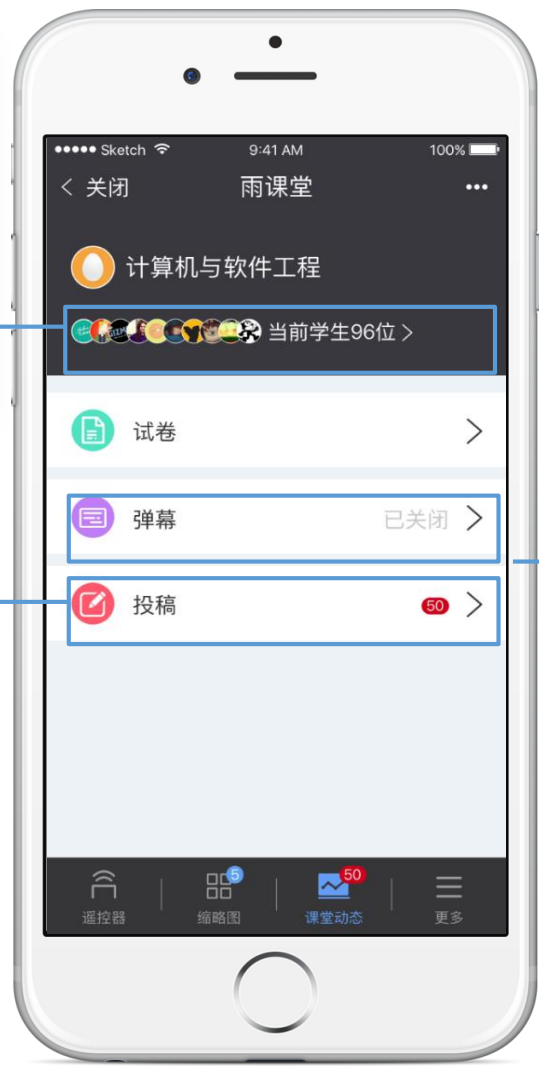 Sketch 9:41 AM 100%
< 关闭 雨课堂 •••
计算机与软件工程
当前学生96位 >
试卷 >
弹幕 已关闭 >
投稿 50 >
5 50
遥控器 缩略图 课堂动态 更多